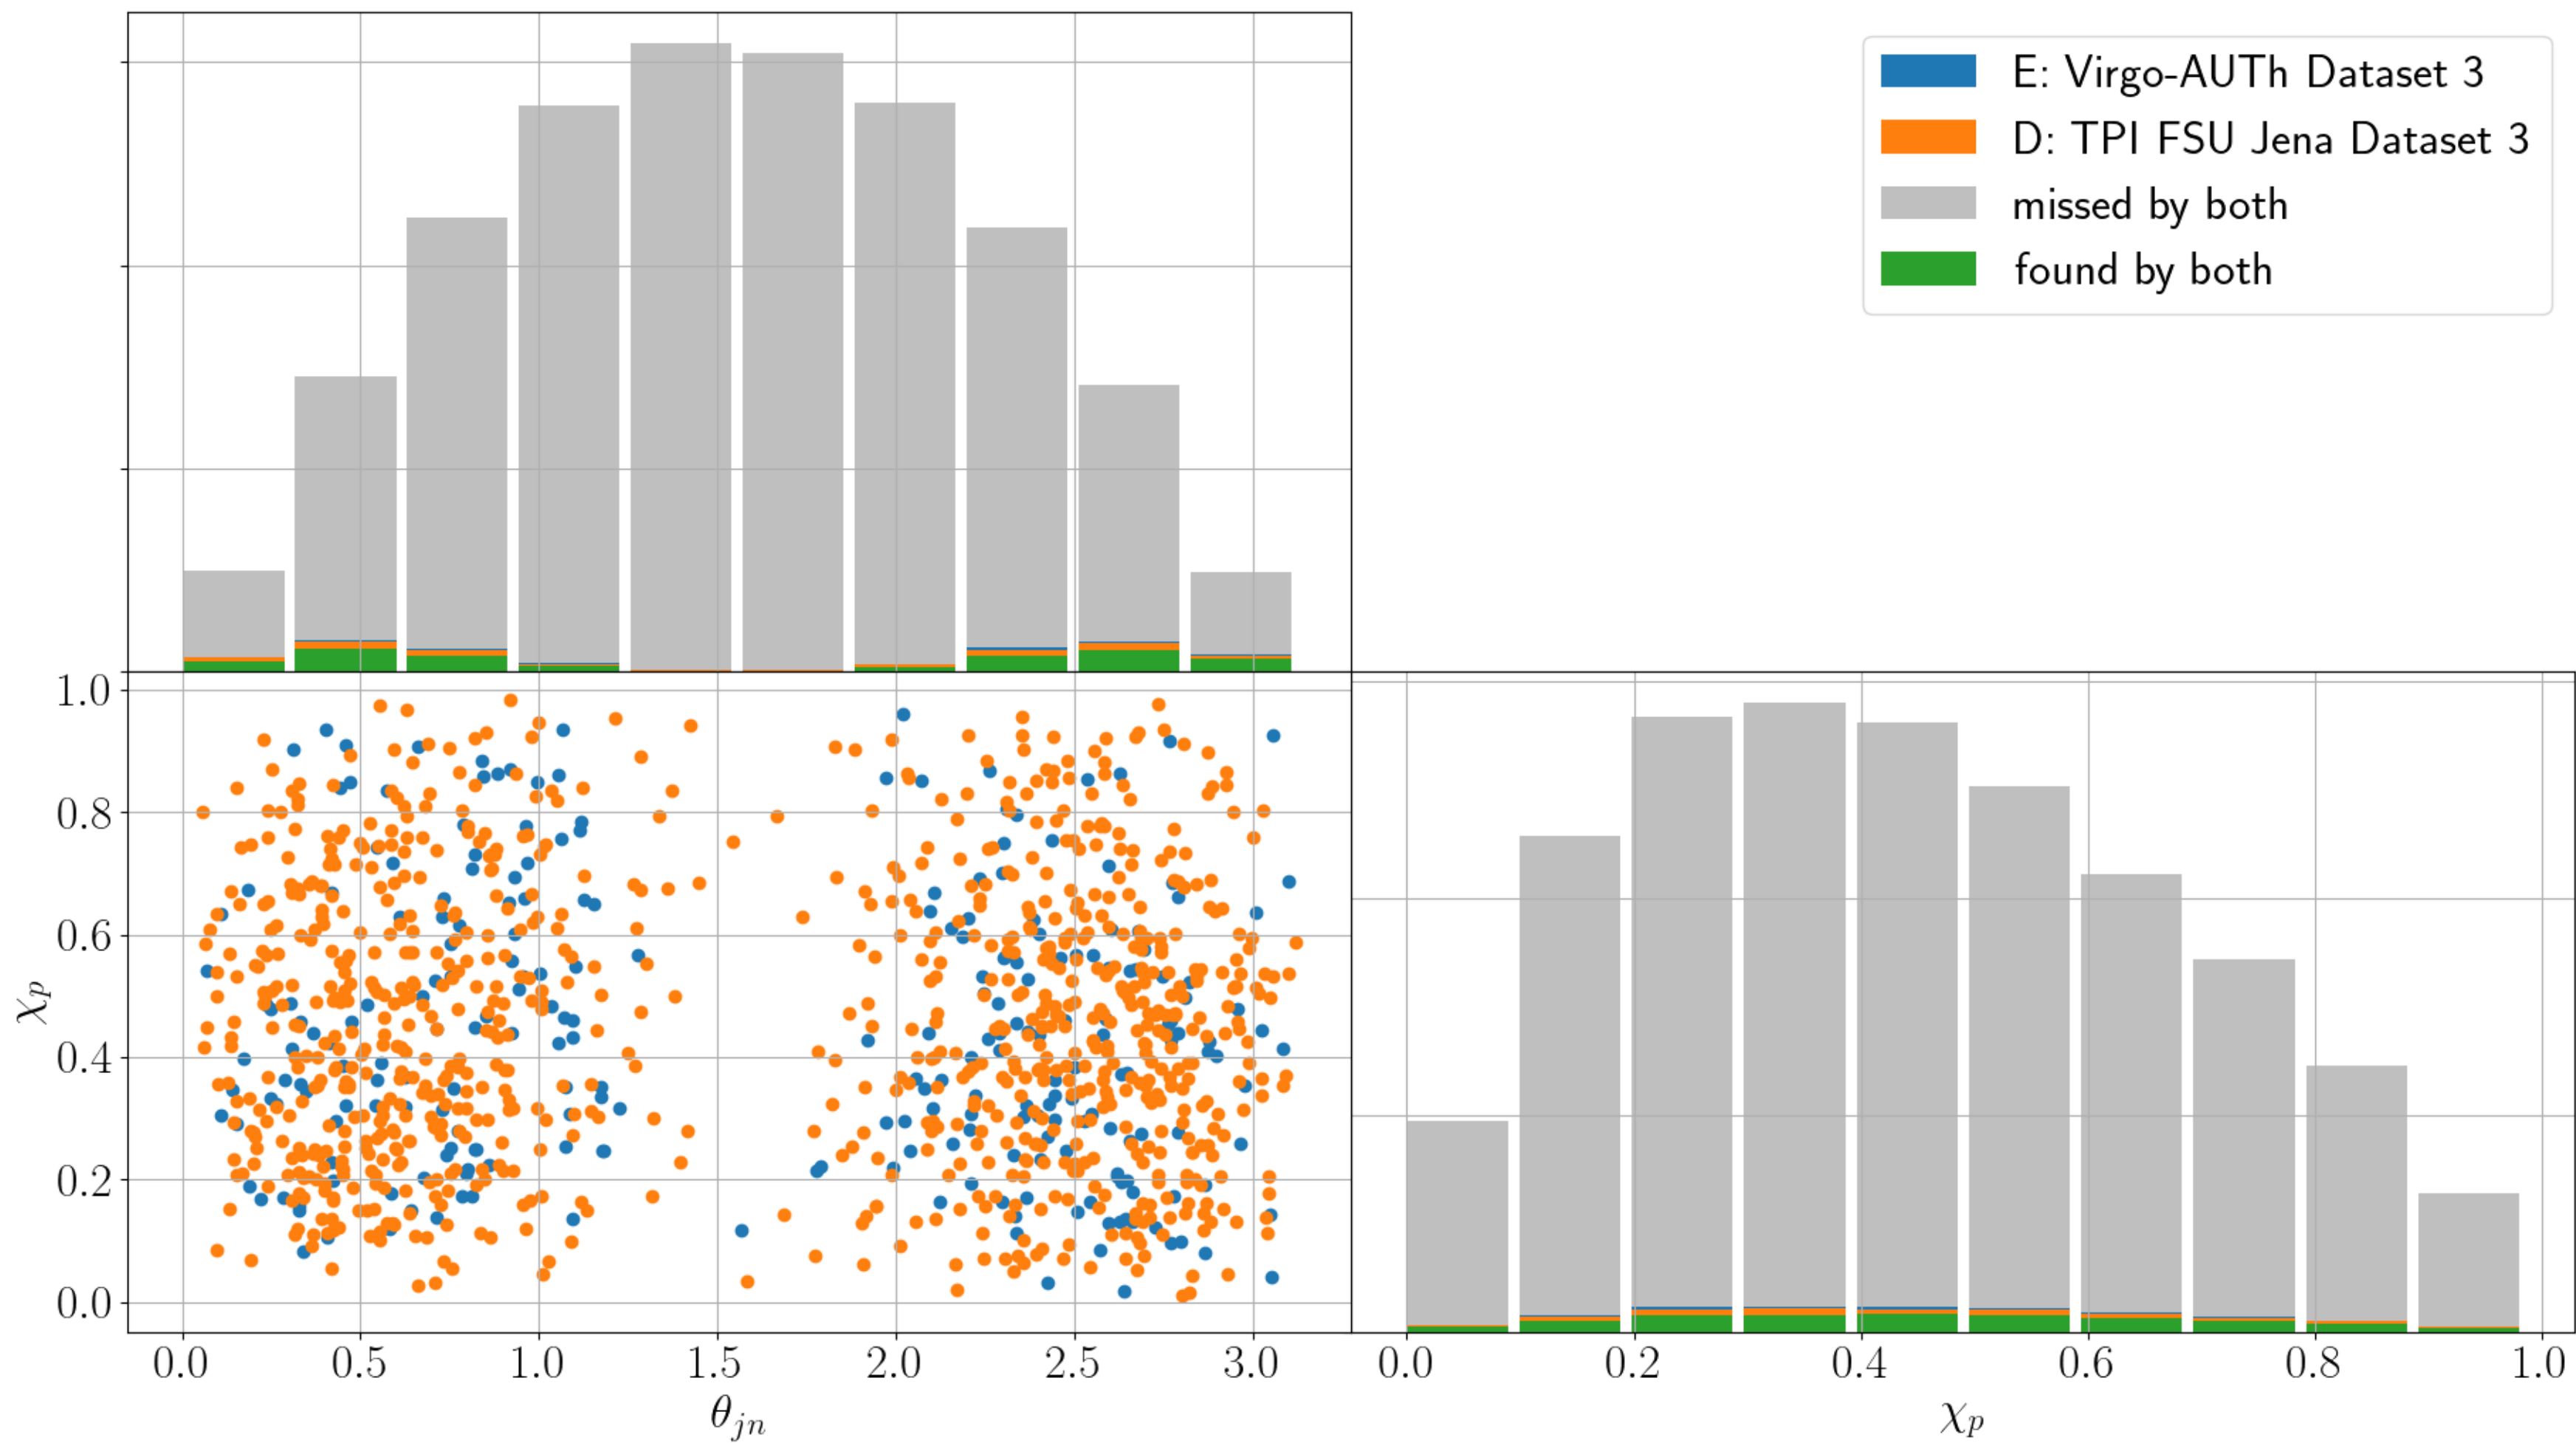 E: Virgo-AUTh Dataset 3
D: TPI FSU Jena Dataset 3
missed by both
found by both
1.0
0.8
0.6
0.4
0.2
0.0
χp
0.0 0.5 1.0 1.5 2.0 2.5 3.0
θjn
0.0 0.2 0.4 0.6 0.8 1.0
χp